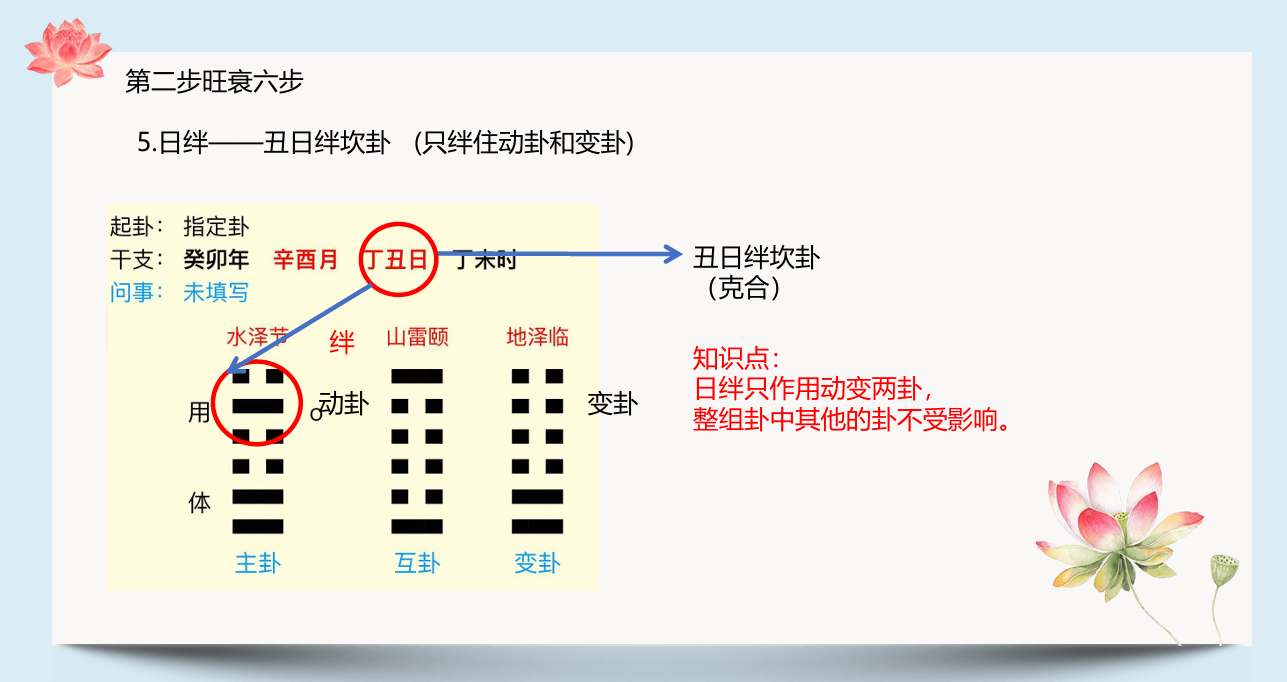 第二步旺衰六步
5.日绊——丑日绊坎卦 (只绊住动卦和变卦)
起卦： 指定卦
干支： 癸卯年 辛酉月 丁丑日 丁未时
问事： 未填写
丑日绊坎卦
（克合）
水泽节 绊 山雷颐 地泽临
知识点：
日绊只作用动变两卦，
整组卦中其他的卦不受影响。
用 o 动卦 变卦
体
主卦 互卦 变卦